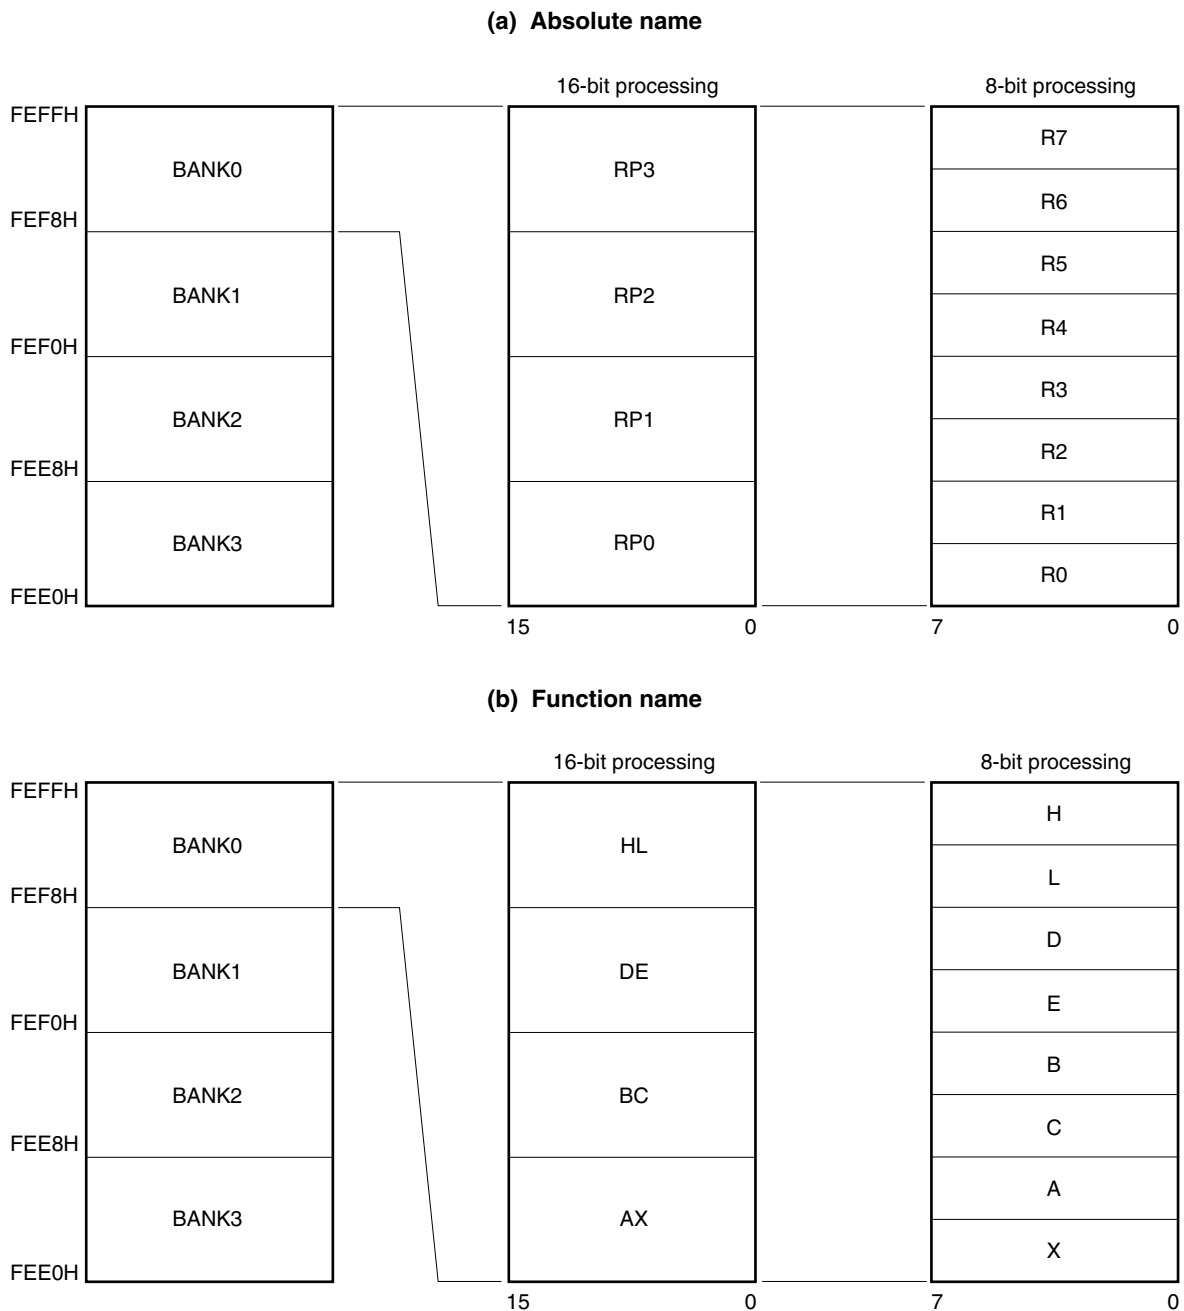 (a) Absolute name
16-bit processing
8-bit processing
FEFFH
BANK0
RP3
R7
R6
FEF8H
BANK1
RP2
R5
R4
FEF0H
BANK2
RP1
R3
R2
FEE8H
BANK3
RP0
R1
R0
FEE0H
15 0
7 0
(b) Function name
16-bit processing
8-bit processing
FEFFH
BANK0
HL
H
L
FEF8H
BANK1
DE
D
E
FEF0H
BANK2
BC
B
C
FEE8H
BANK3
AX
A
X
FEE0H
15 0
7 0